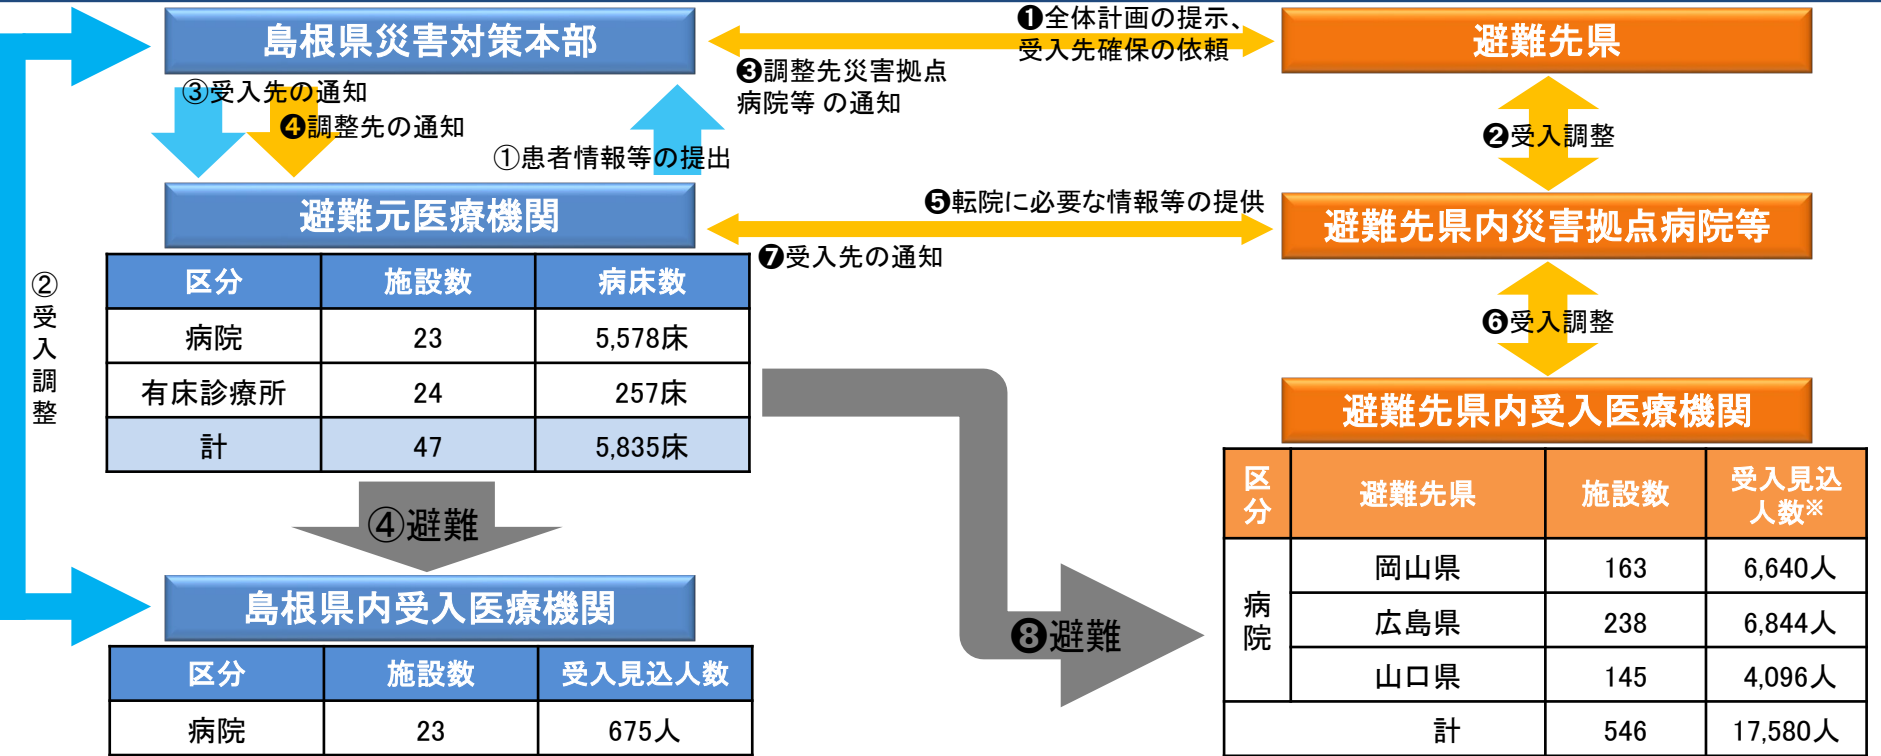 島根県災害対策本部
❶全体計画の提示、
受入先確保の依頼
避難先県
③受入先の通知
❹調整先の通知
①患者情報等の提出
❸調整先災害拠点
病院等 の通知
❷受入調整
避難元医療機関
❺転院に必要な情報等の提供
❼受入先の通知
避難先県内災害拠点病院等
②受入調整
区分 施設数 病床数
病院 23 5,578床
有床診療所 24 257床
計 47 5,835床
❻受入調整
④避難
❽避難
島根県内受入医療機関
区分 施設数 受入見込人数
病院 23 675人
避難先県内受入医療機関
区分 避難先県 施設数 受入見込人数※
病院 岡山県 163 6,640人
広島県 238 6,844人
山口県 145 4,096人
計 546 17,580人